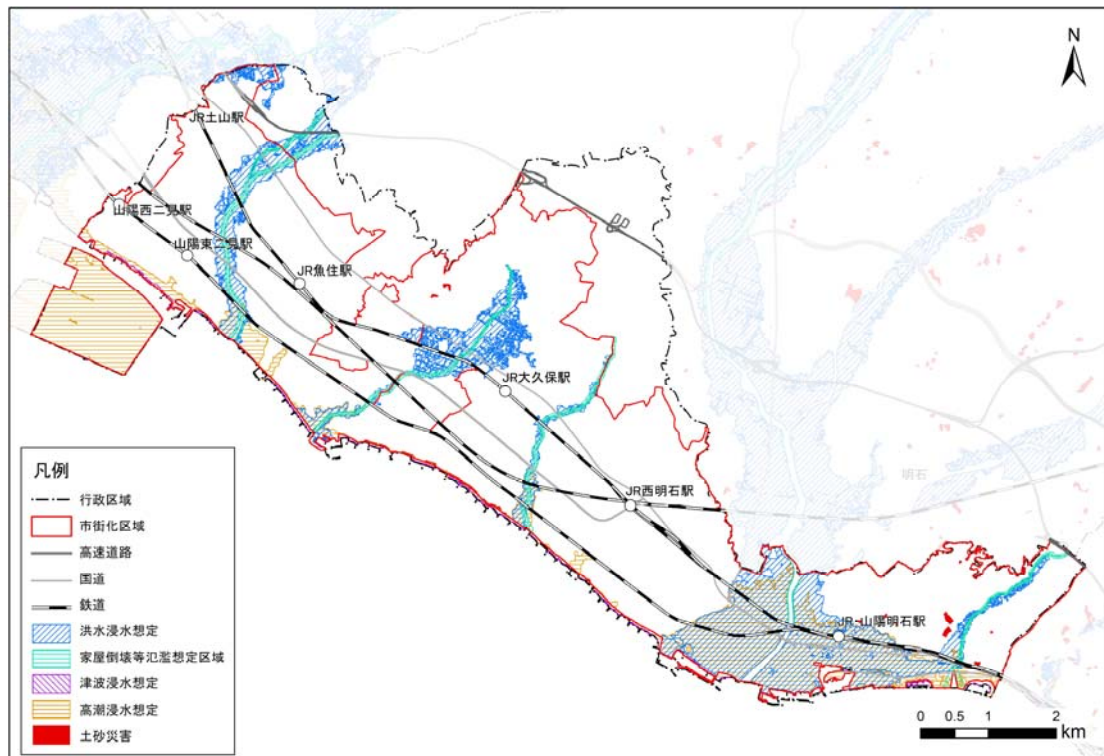 N
JR土山駅
山陽西二見駅
山陽東二見駅
JR魚住駅
JR大久保駅
明石
JR西明石駅
JR・山陽明石駅
凡例
行政区域
市街化区域
高速道路
国道
鉄道
洪水浸水想定
家屋倒壊等氾濫想定区域
津波浸水想定
高潮浸水想定
土砂災害
0 0.5 1 2
km